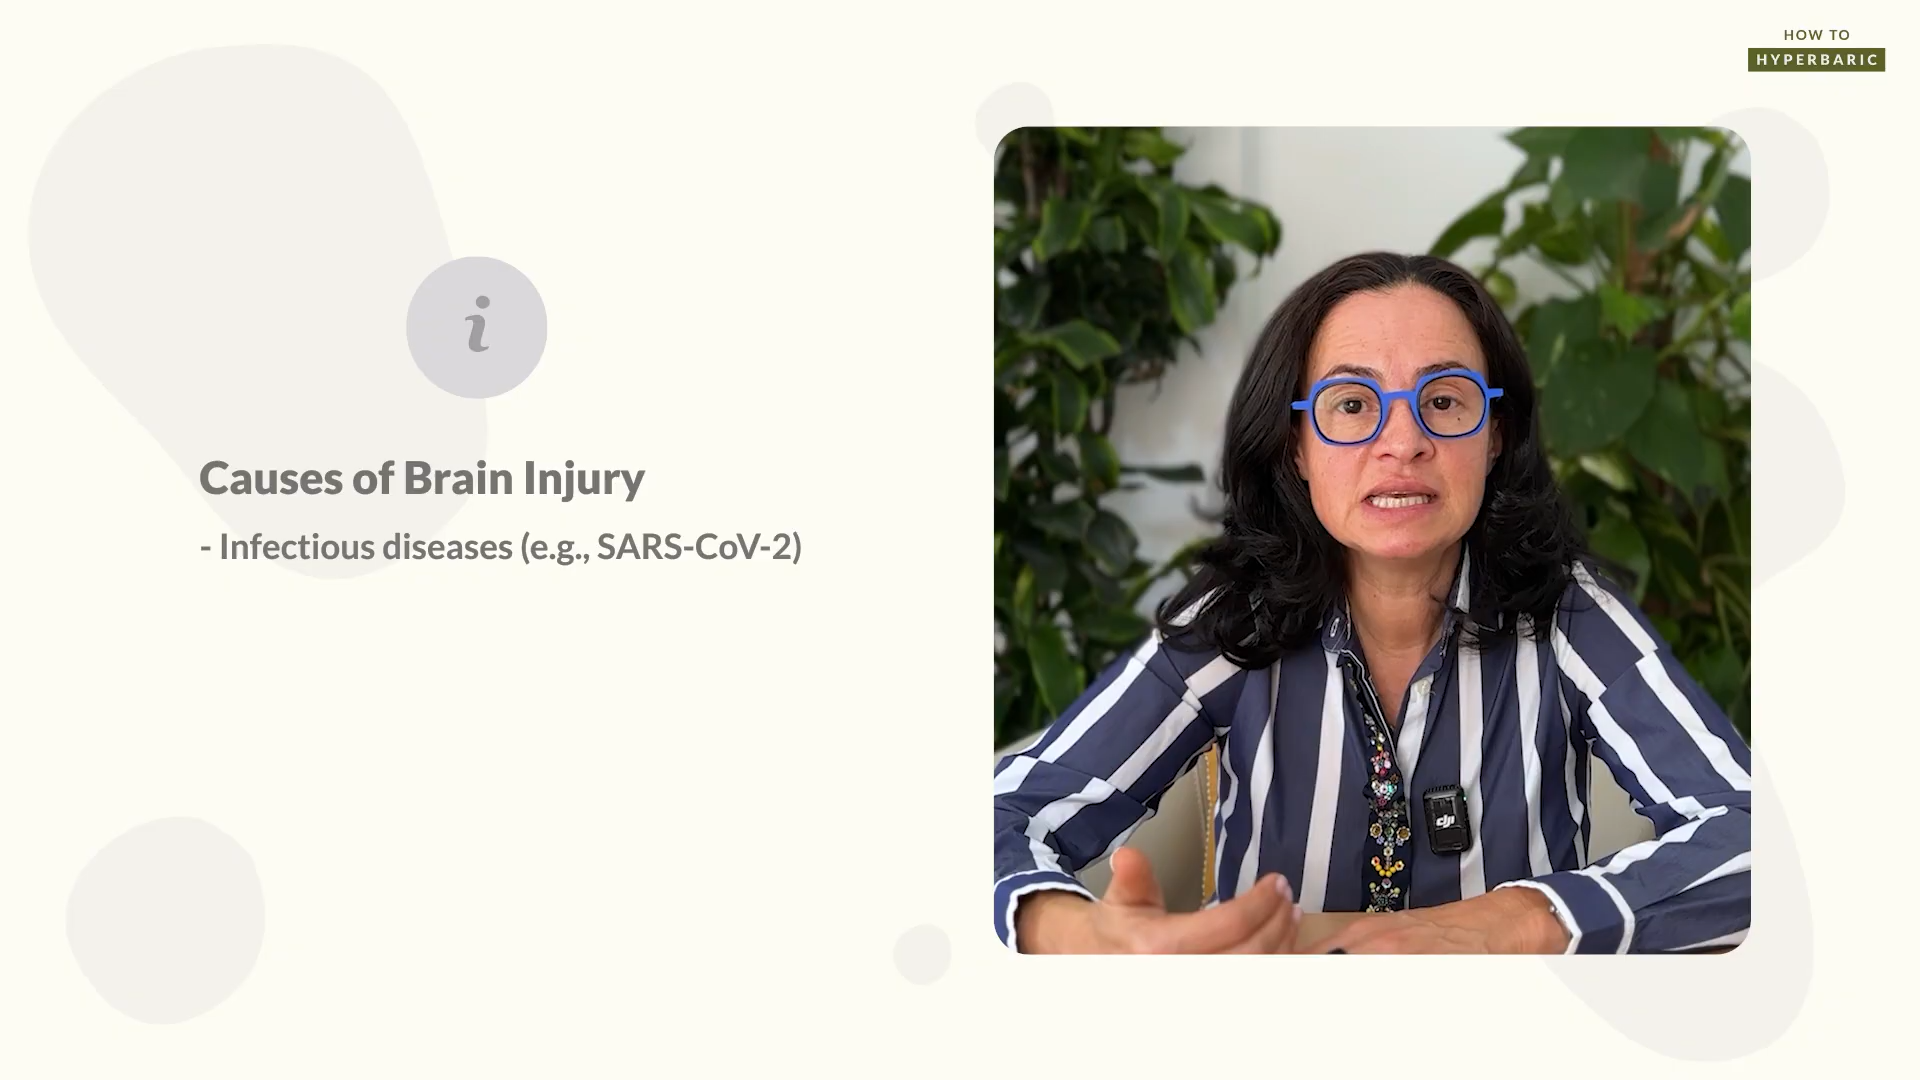 HOW TO
HYPERBARIC
i
Causes of Brain Injury
- Infectious diseases (e.g., SARS-CoV-2)
dji